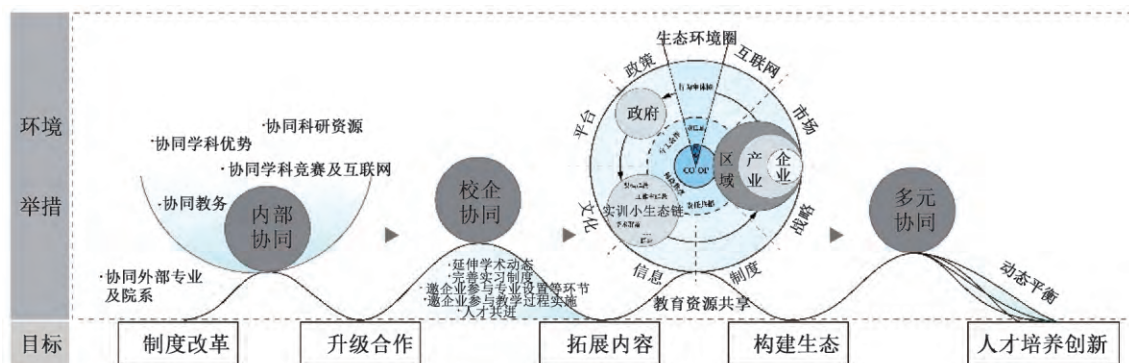 环境
举措
目标
·协同科研资源
·协同学科优势
·协同学科竞赛及互联网
·协同教务
内部
协同
·协同外部专业
及院系
校企
协同
·延伸学术动态
·完善实习制度
·邀企业参与专业设置等环节
·邀企业参与教学过程实施
·人才共进
生态环境圈
政策
互联网
平台
市场
文化
战略
信息
制度
政府
区域
产业
企业
实训小生态链
CO'OP
教育资源共享
多元
协同
动态平衡
制度改革
升级合作
拓展内容
构建生态
人才培养创新